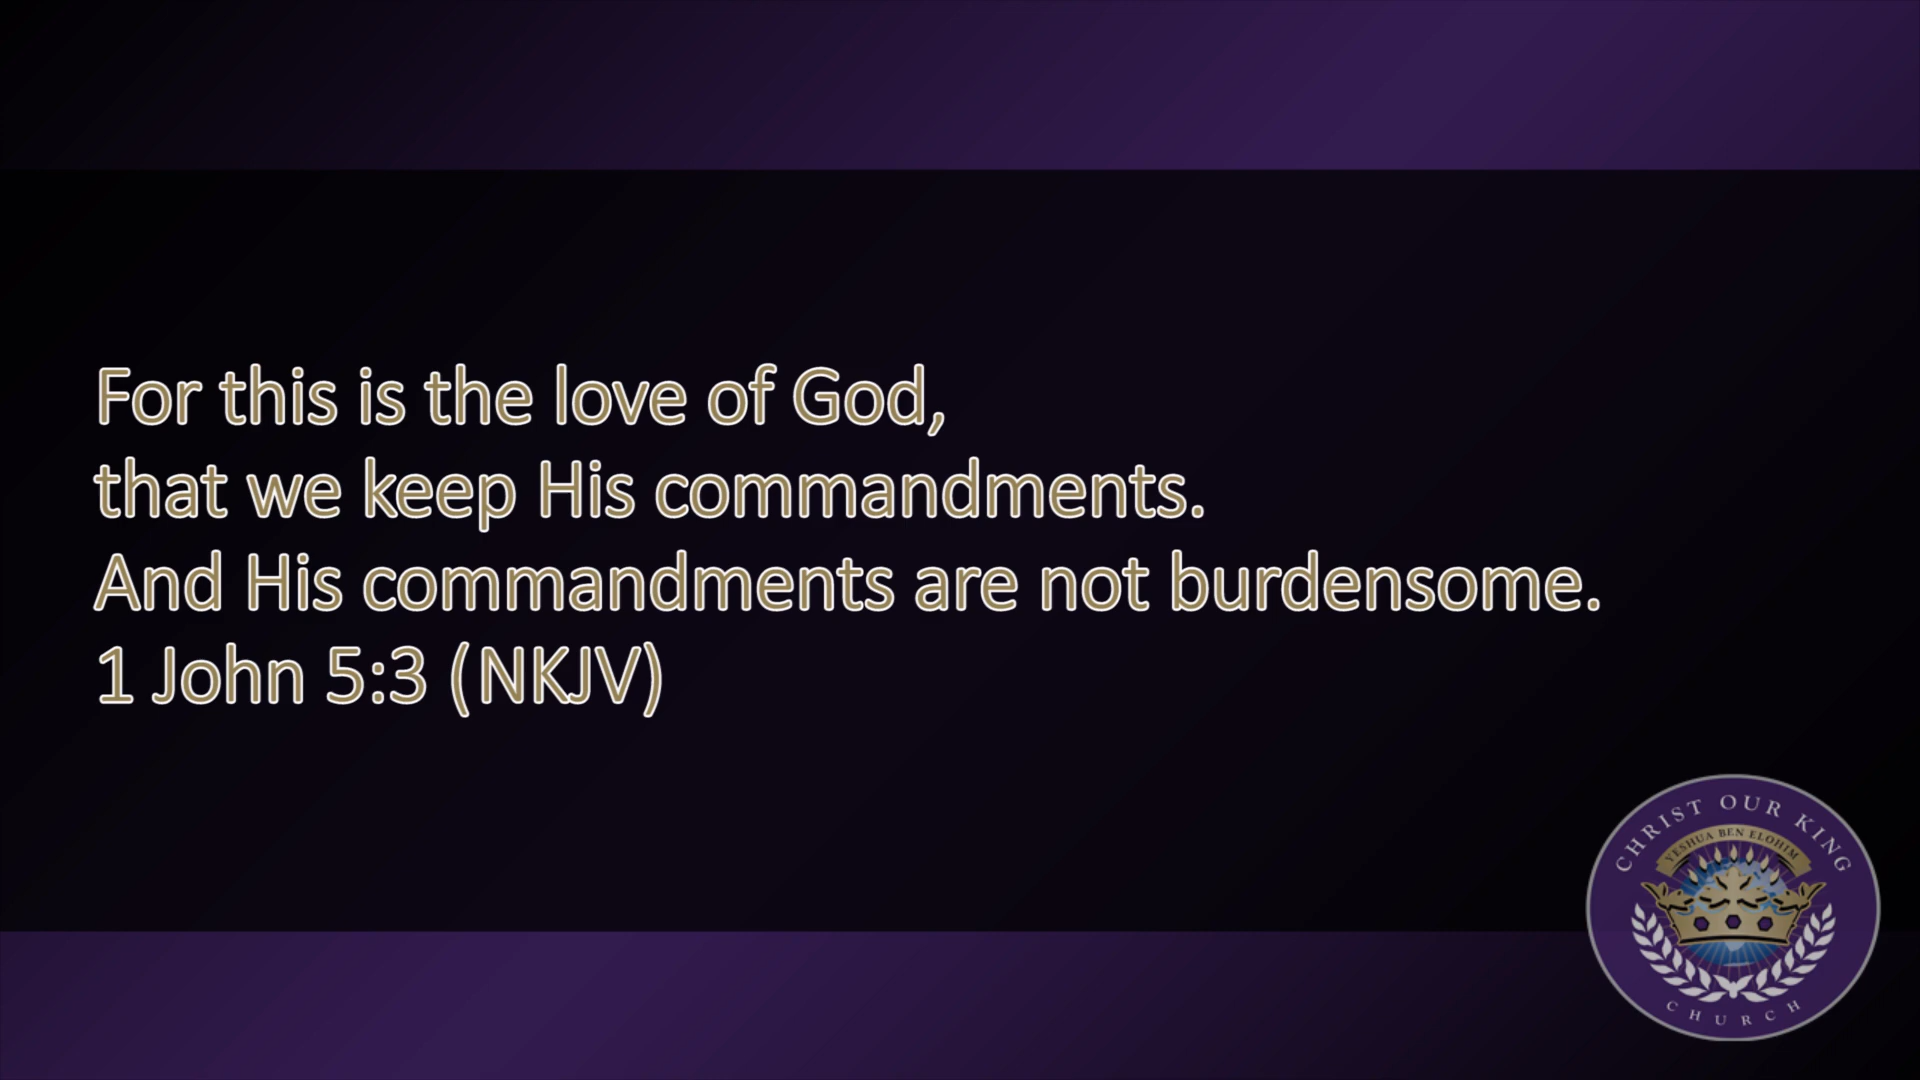 For this is the love of God,
that we keep His commandments.
And His commandments are not burdensome.
1 John 5:3 (NKJV)
CHRIST OUR KING
YESHUA BEN ELOHIM
CHURCH